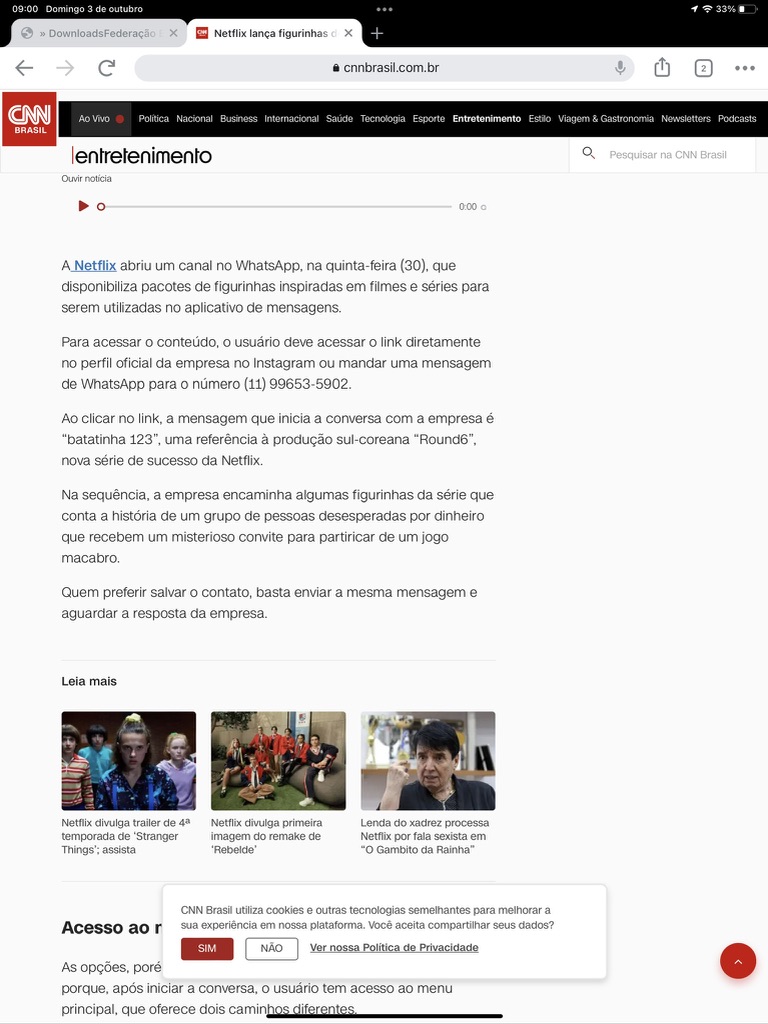 09:00 Domingo 3 de outubro
33%
» DownloadsFederação
Netflix lança figurinhas d
cnnbrasil.com.br
2
CNN
BRASIL
Ao Vivo Política Nacional Business Internacional Saúde Tecnologia Esporte Entretenimento Estilo Viagem & Gastronomia Newsletters Podcasts
entretenimento
Pesquisar na CNN Brasil
Ouvir notícia
0:00
A Netflix abriu um canal no WhatsApp, na quinta-feira (30), que
disponibiliza pacotes de figurinhas inspiradas em filmes e séries para
serem utilizadas no aplicativo de mensagens.
Para acessar o conteúdo, o usuário deve acessar o link diretamente
no perfil oficial da empresa no Instagram ou mandar uma mensagem
de WhatsApp para o número (11) 99653-5902.
Ao clicar no link, a mensagem que inicia a conversa com a empresa é
“batatinha 123”, uma referência à produção sul-coreana “Round6”,
nova série de sucesso da Netflix.
Na sequência, a empresa encaminha algumas figurinhas da série que
conta a história de um grupo de pessoas desesperadas por dinheiro
que recebem um misterioso convite para partiricar de um jogo
macabro.
Quem preferir salvar o contato, basta enviar a mesma mensagem e
aguardar a resposta da empresa.
Leia mais
Netflix divulga trailer de 4ª
temporada de ‘Stranger
Things’; assista
Netflix divulga primeira
imagem do remake de
‘Rebelde’
Lenda do xadrez processa
Netflix por fala sexista em
“O Gambito da Rainha”
CNN Brasil utiliza cookies e outras tecnologias semelhantes para melhorar a
sua experiência em nossa plataforma. Você aceita compartilhar seus dados?
SIM NÃO Ver nossa Política de Privacidade
Acesso ao
As opções, poré
porque, após iniciar a conversa, o usuário tem acesso ao menu
principal, que oferece dois caminhos diferentes.